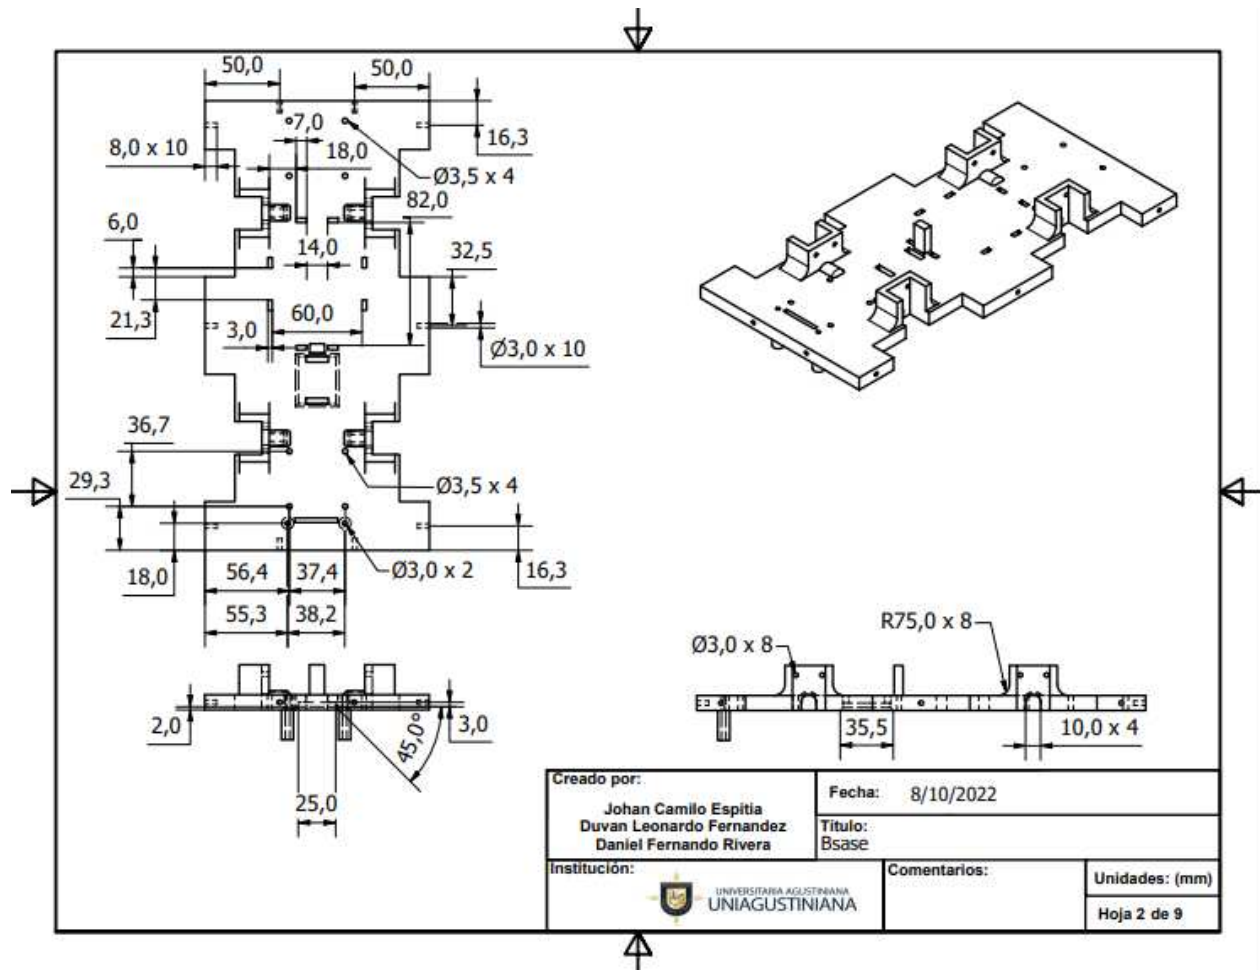 50,0
50,0
7,0
16,3
8,0 x 10
18,0
Ø3,5 x 4
82,0
6,0
14,0
32,5
21,3
60,0
3,0
Ø3,0 x 10
36,7
29,3
Ø3,5 x 4
18,0
56,4
37,4
Ø3,0 x 2
16,3
55,3
38,2
R75,0 x 8
Ø3,0 x 8
2,0
45,0°
3,0
35,5
10,0 x 4
25,0
Creado por:
Johan Camilo Espitia
Duvan Leonardo Fernandez
Daniel Fernando Rivera
Fecha: 8/10/2022
Título:
Bsase
Institución:
UNIVERSITARIA AGUSTINIANA
UNIAGUSTINIANA
Comentarios:
Unidades: (mm)
Hoja 2 de 9